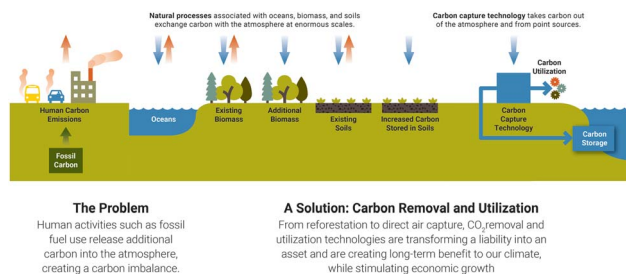 Natural processes associated with oceans, biomass, and soils
exchange carbon with the atmosphere at enormous scales.
Carbon capture technology takes carbon out
of the atmosphere and from point sources.
Carbon
Utilization
Human Carbon
Emissions
Oceans
Existing
Biomass
Additional
Biomass
Existing
Soils
Increased Carbon
Stored in Soils
Carbon
Capture
Technology
Carbon
Storage
Fossil
Carbon
The Problem
Human activities such as fossil
fuel use release additional
carbon into the atmosphere,
creating a carbon imbalance.
A Solution: Carbon Removal and Utilization
From reforestation to direct air capture, CO₂removal and
utilization technologies are transforming a liability into an
asset and are creating long-term benefit to our climate,
while stimulating economic growth